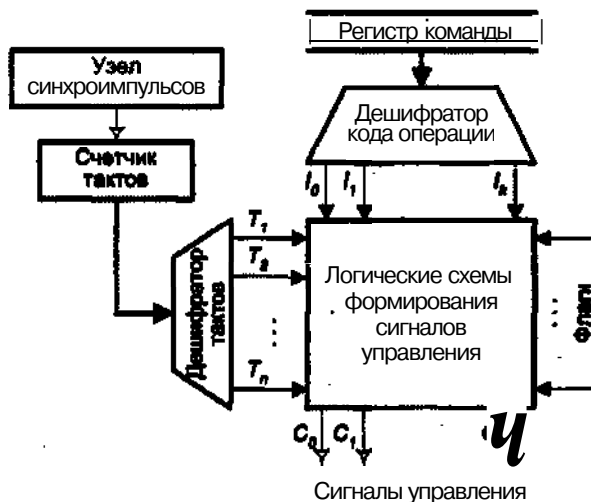 Регистр команды
Узел
синхроимпульсов
Дешифратор
кода операции
Счетчик
тактов
I0 I1 Ik
T1
T2
Tn
Дешифратор
тактов
Логические схемы
формирования
сигналов
управления
C0 C1
Ч
Сигналы управления